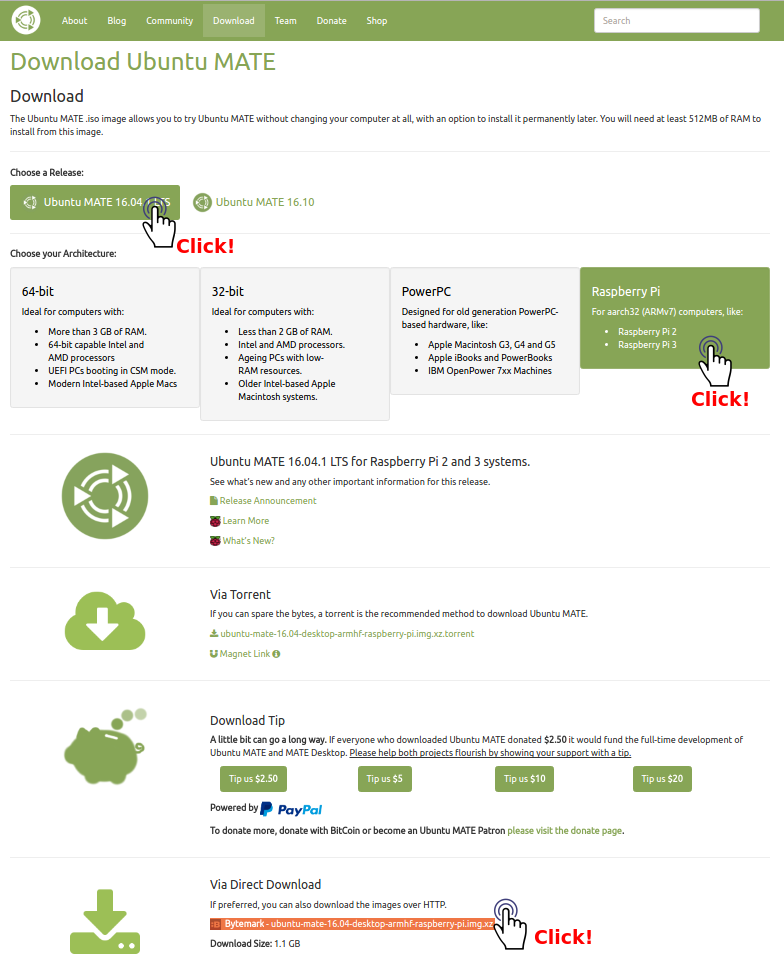 About Blog Community Download Team Donate Shop Search
Download Ubuntu MATE
Download
The Ubuntu MATE .iso image allows you to try Ubuntu MATE without changing your computer at all, with an option to install it permanently later. You will need at least 512MB of RAM to
install from this image.
Choose a Release:
Ubuntu MATE 16.04 LTS Ubuntu MATE 16.10
Click!
Choose your Architecture:
64-bit
Ideal for computers with:
• More than 3 GB of RAM.
• 64-bit capable Intel and
AMD processors
• UEFI PCs booting in CSM mode.
• Modern Intel-based Apple Macs
32-bit
Ideal for computers with:
• Less than 2 GB of RAM.
• Intel and AMD processors.
• Ageing PCs with low-
RAM resources.
• Older Intel-based Apple
Macintosh systems.
PowerPC
Designed for old generation PowerPC-
based hardware, like:
• Apple Macintosh G3, G4 and G5
• Apple iBooks and PowerBooks
• IBM OpenPower 7xx Machines
Raspberry Pi
For aarch32 (ARMv7) computers, like:
• Raspberry Pi 2
• Raspberry Pi 3
Click!
Ubuntu MATE 16.04.1 LTS for Raspberry Pi 2 and 3 systems.
See what's new and any other important information for this release.
Release Announcement
Learn More
What's New?
Via Torrent
If you can spare the bytes, a torrent is the recommended method to download Ubuntu MATE.
ubuntu-mate-16.04-desktop-armhf-raspberry-pi.img.xz.torrent
Magnet Link
Download Tip
A little bit can go a long way. If everyone who downloaded Ubuntu MATE donated $2.50 it would fund the full-time development of
Ubuntu MATE and MATE Desktop. Please help both projects flourish by showing your support with a tip.
Tip us $2.50 Tip us $5 Tip us $10 Tip us $20
Powered by PayPal
To donate more, donate with BitCoin or become an Ubuntu MATE Patron please visit the donate page.
Via Direct Download
If preferred, you can also download the images over HTTP.
Bytemark - ubuntu-mate-16.04-desktop-armhf-raspberry-pi.img.xz
Click!
Download Size: 1.1 GB